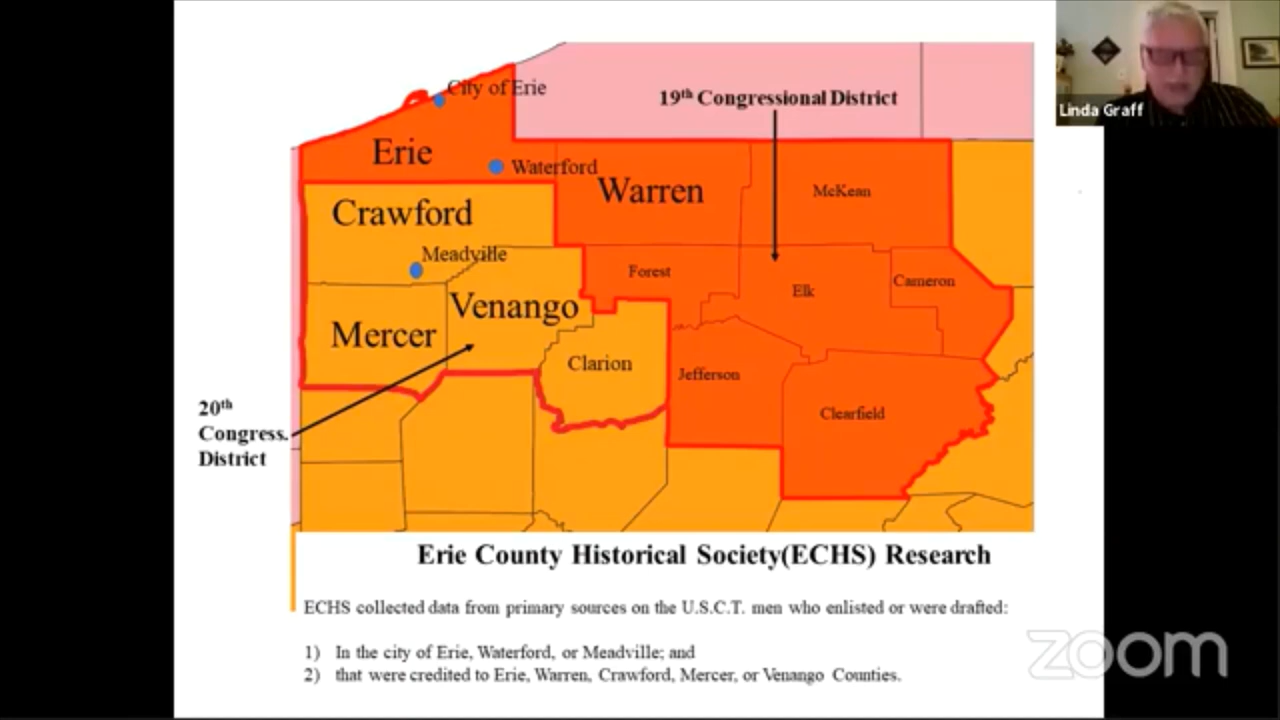 Linda Graff
City of Erie
19th Congressional District
Erie
Waterford
Warren
McKean
Crawford
Meadville
Forest
Cameron
Elk
Venango
Mercer
Clarion
Jefferson
Clearfield
20th
Congress.
District
Erie County Historical Society(ECHS) Research
ECHS collected data from primary sources on the U.S.C.T. men who enlisted or were drafted:
1) In the city of Erie, Waterford, or Meadville; and
2) that were credited to Erie, Warren, Crawford, Mercer, or Venango Counties.
zoom